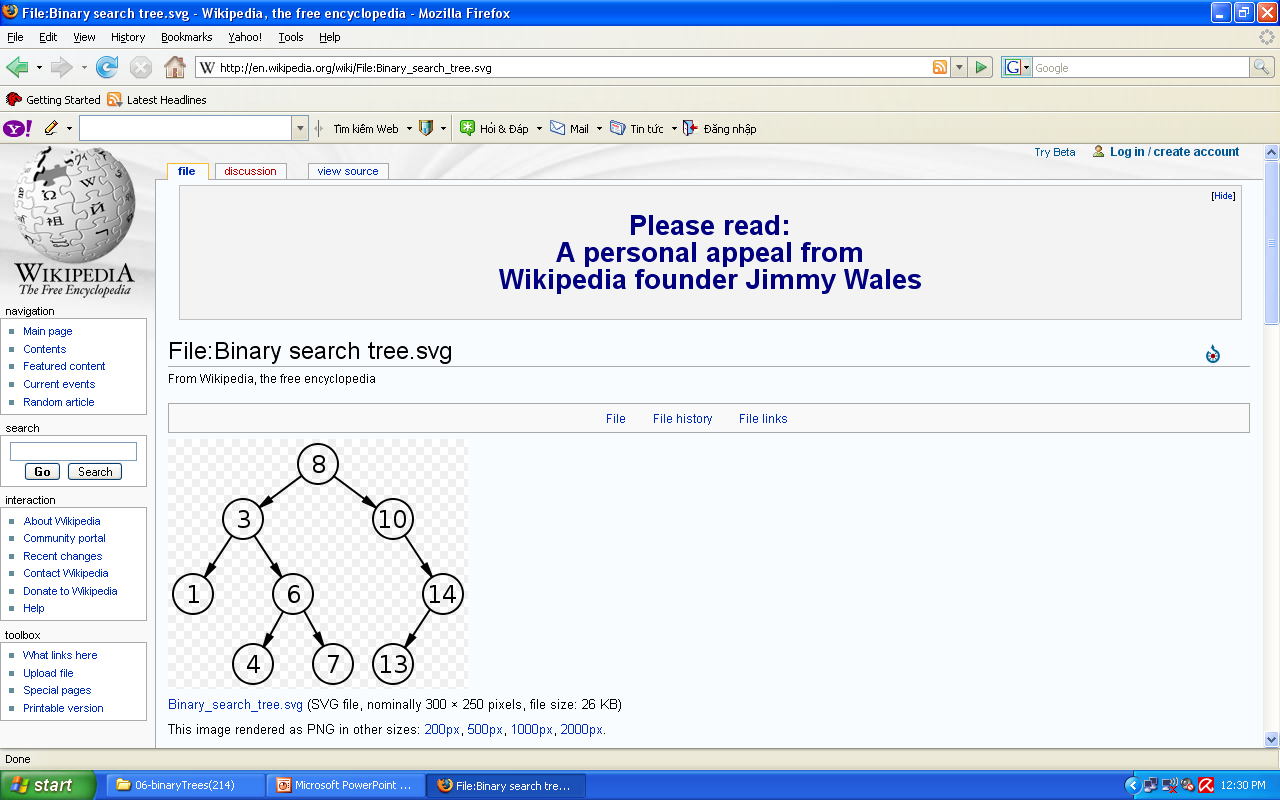 File:Binary search tree.svg - Wikipedia, the free encyclopedia - Mozilla Firefox
File Edit View History Bookmarks Yahoo! Tools Help
W http://en.wikipedia.org/wiki/File:Binary_search_tree.svg G Google
Getting Started Latest Headlines
Y! Tìm kiếm Web Hỏi & Đáp Mail Tin tức Đăng nhập
Try Beta Log in / create account
file discussion view source
[Hide]
Please read:
A personal appeal from
Wikipedia founder Jimmy Wales
WIKIPEDIA
The Free Encyclopedia
navigation
Main page
Contents
Featured content
Current events
Random article
search
Go Search
interaction
About Wikipedia
Community portal
Recent changes
Contact Wikipedia
Donate to Wikipedia
Help
toolbox
What links here
Upload file
Special pages
Printable version
File:Binary search tree.svg
From Wikipedia, the free encyclopedia
File File history File links
8
3 10
1 6 14
4 7 13
Binary_search_tree.svg (SVG file, nominally 300 × 250 pixels, file size: 26 KB)
This image rendered as PNG in other sizes: 200px, 500px, 1000px, 2000px.
Done
start 06-binaryTrees(214) Microsoft PowerPoint ... File:Binary search tre... 12:30 PM